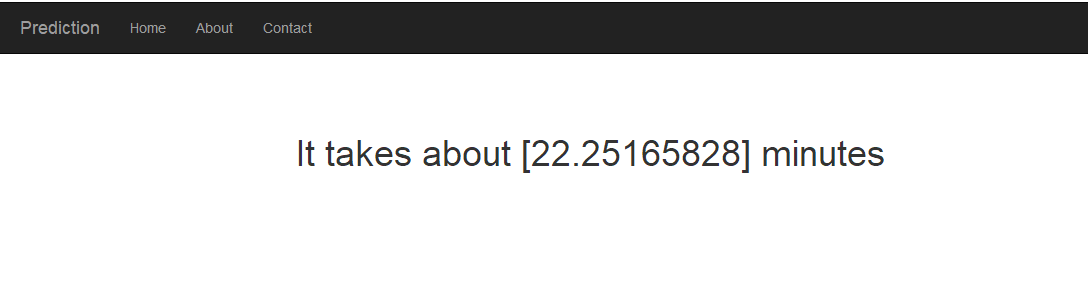 Prediction Home About Contact
It takes about [22.25165828] minutes